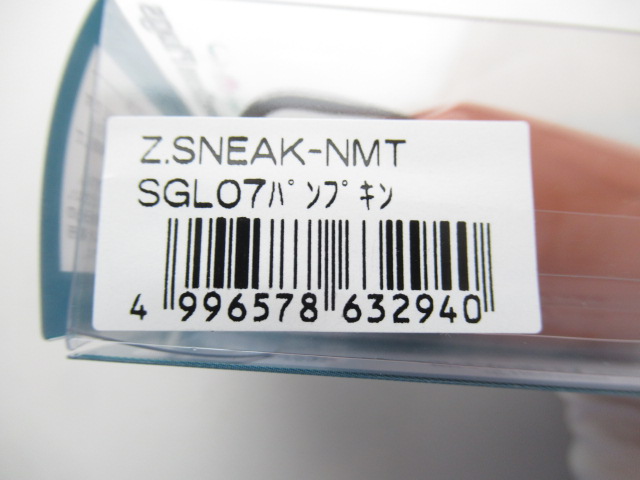 Z.SNEAK-NMT
SGL07ﾊﾟﾝﾌﾟｷﾝ
4 996578 632940